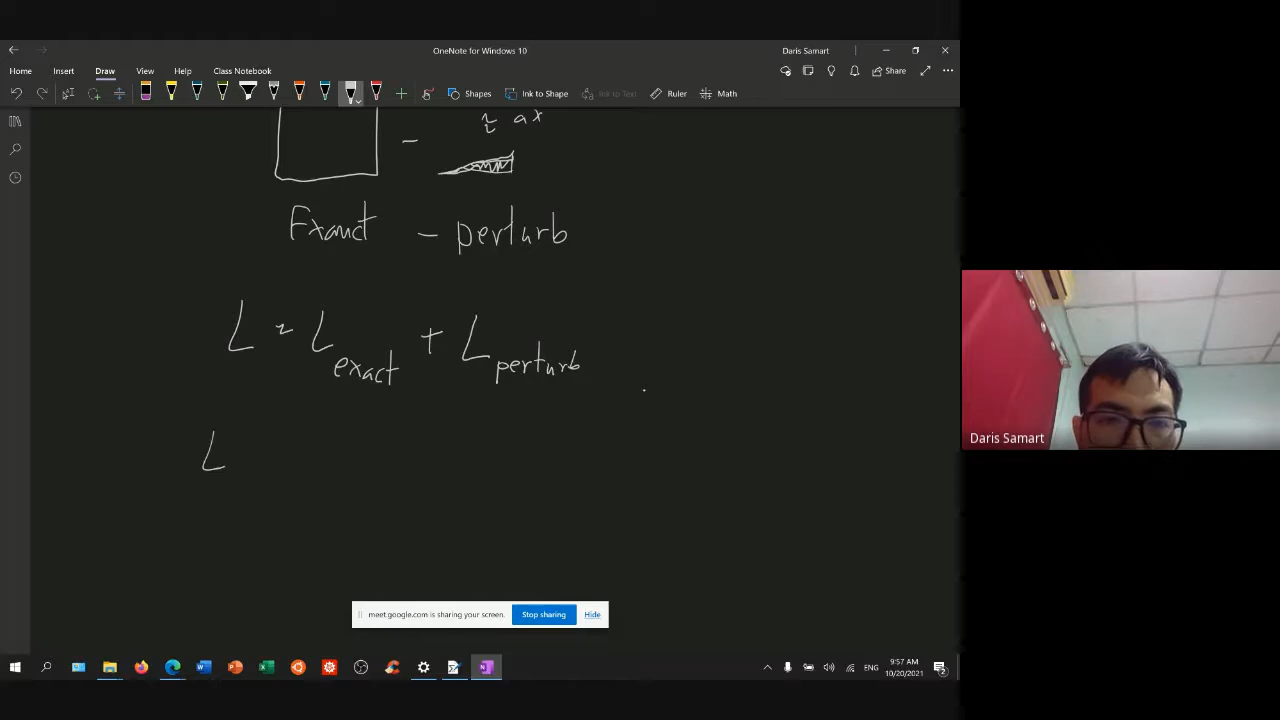 OneNote for Windows 10
Daris Samart
Home Insert Draw View Help Class Notebook
Share
Shapes Ink to Shape Ink to Text Ruler Math
ax
Exanct - perturb
L = L exact + L perturb
L
Daris Samart
meet.google.com is sharing your screen. Stop sharing Hide
ENG
9:57 AM
10/20/2021